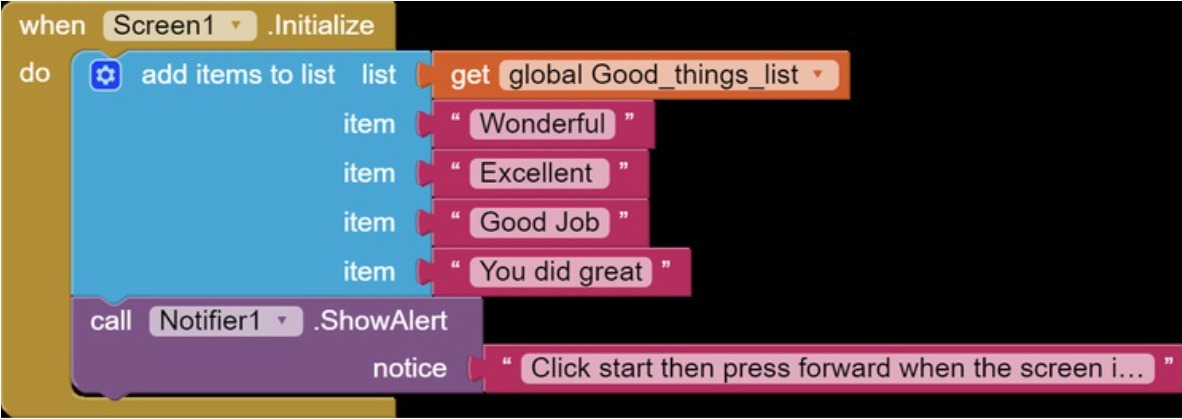 when Screen1 .Initialize
do add items to list list get global Good_things_list
item “ Wonderful ”
item “ Excellent ”
item “ Good Job ”
item “ You did great ”
call Notifier1 .ShowAlert
notice “ Click start then press forward when the screen i... ”